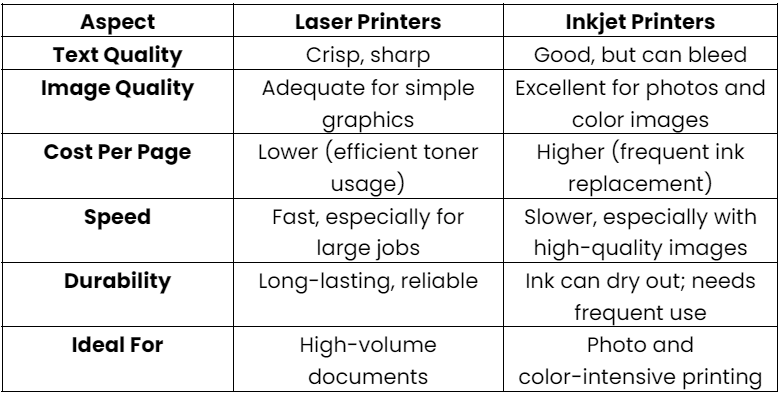 Aspect Laser Printers Inkjet Printers
Text Quality Crisp, sharp Good, but can bleed
Image Quality Adequate for simple Excellent for photos and
graphics color images
Cost Per Page Lower (efficient toner Higher (frequent ink
usage) replacement)
Speed Fast, especially for Slower, especially with
large jobs high-quality images
Durability Long-lasting, reliable Ink can dry out; needs
frequent use
Ideal For High-volume Photo and
documents color-intensive printing